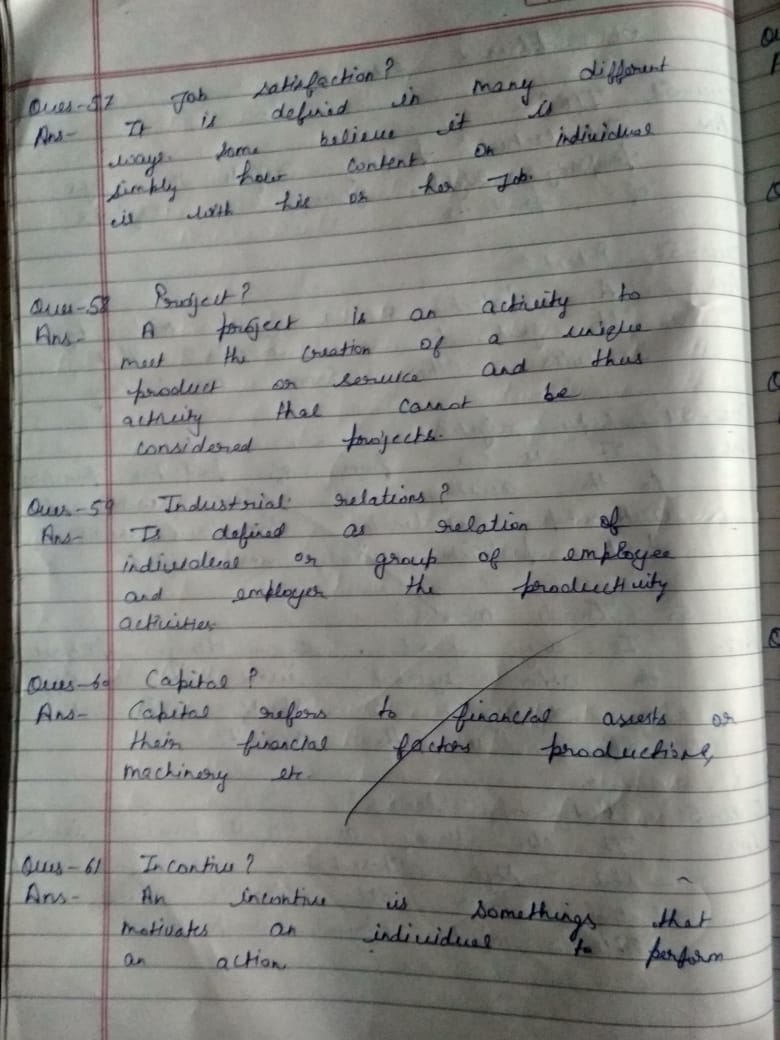 Ques-57 Job satisfaction?
Ans- It is defined in many different
ways. Some believe it is
simply how content on individual
is with his or her Job.
Ques-58 Project?
Ans- A project is an activity to
meet the creation of a unique
product or service and thus
activity that cannot be
considered projects.
Ques-59 Industrial relations?
Ans- Is defined as relation of
individual or group of employee
and employer the productivity
activities
Ques-60 Capital?
Ans- Capital refers to financial assests or
their financial factors productions,
machinery etc.
Ques-61 Incentive?
Ans- An incentive is somethings that
motivates an individual to perform
an action